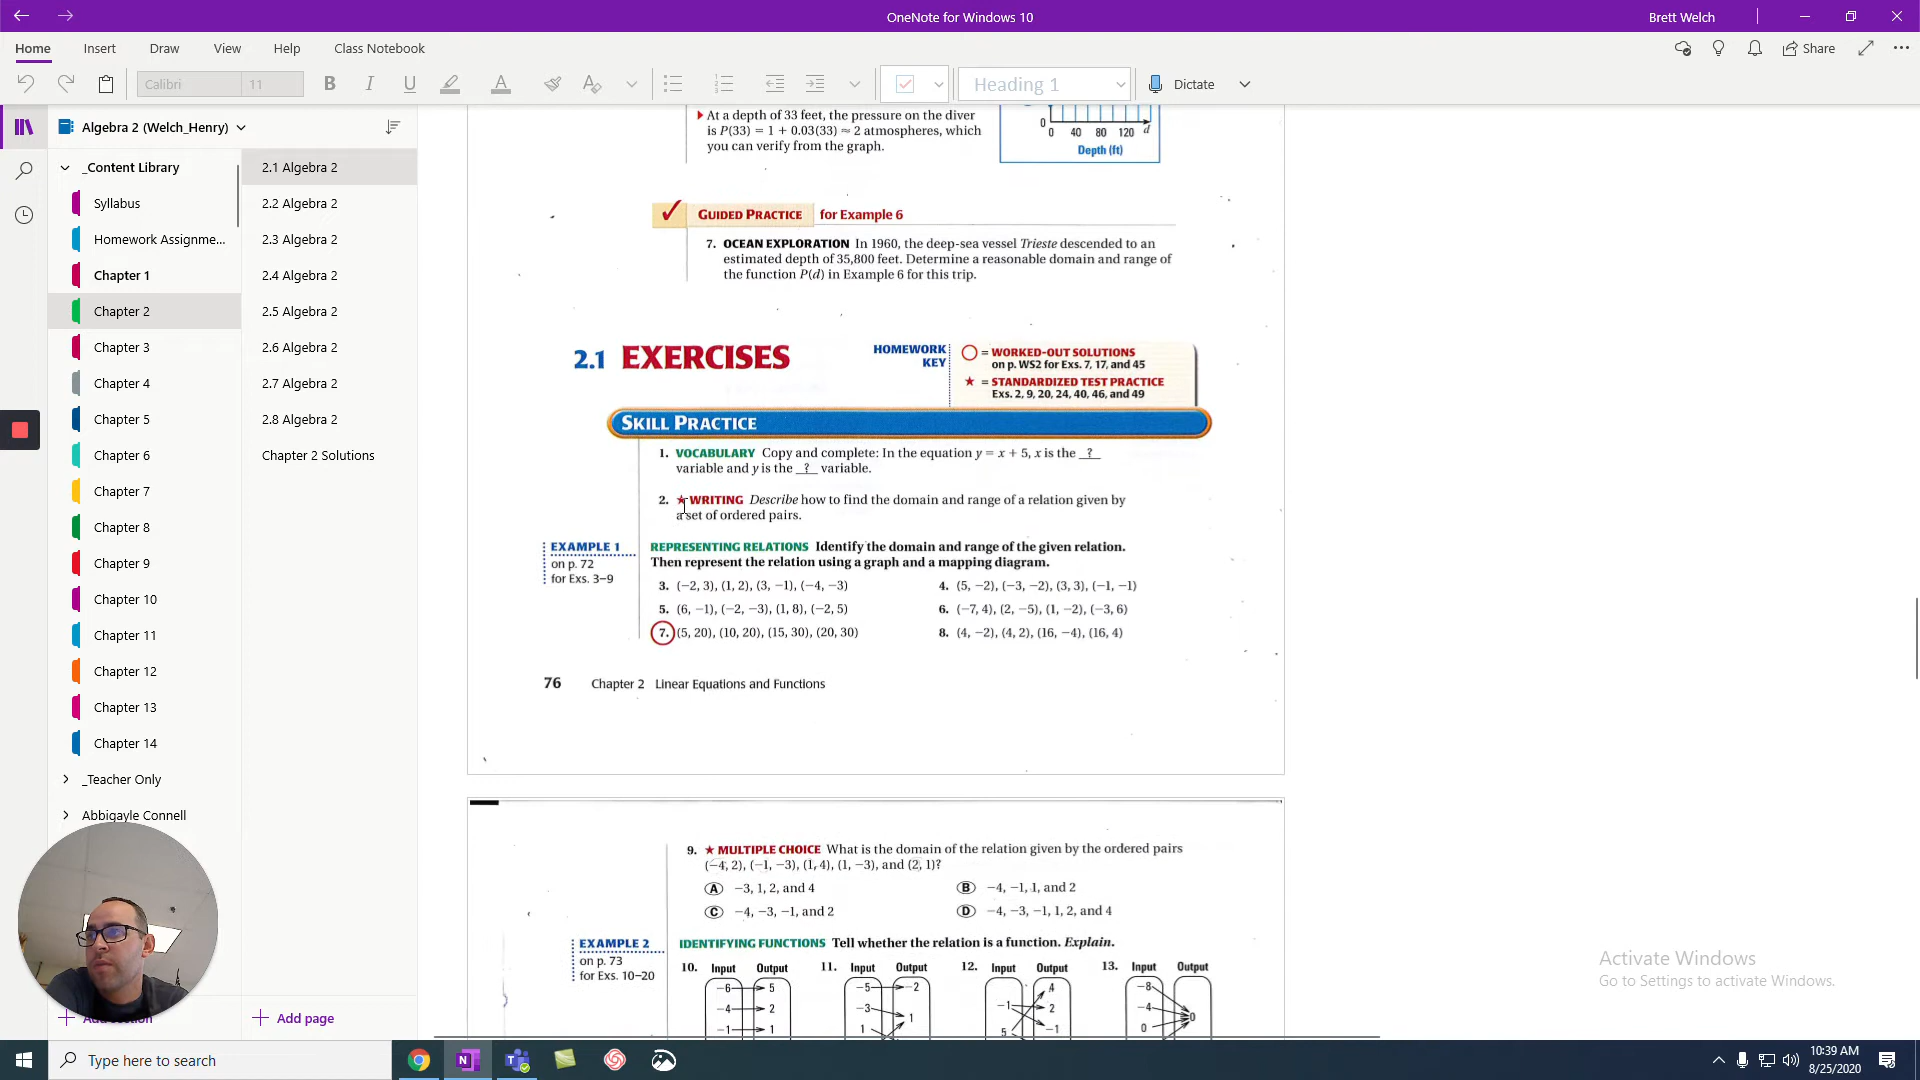 OneNote for Windows 10
Brett Welch
Home Insert Draw View Help Class Notebook
Share
Calibri 11 B I U A Heading 1 Dictate
Algebra 2 (Welch_Henry)
_Content Library
Syllabus
Homework Assignme...
Chapter 1
Chapter 2
Chapter 3
Chapter 4
Chapter 5
Chapter 6
Chapter 7
Chapter 8
Chapter 9
Chapter 10
Chapter 11
Chapter 12
Chapter 13
Chapter 14
_Teacher Only
Abbigayle Connell
2.1 Algebra 2
2.2 Algebra 2
2.3 Algebra 2
2.4 Algebra 2
2.5 Algebra 2
2.6 Algebra 2
2.7 Algebra 2
2.8 Algebra 2
Chapter 2 Solutions
Add page
At a depth of 33 feet, the pressure on the diver
is P(33) = 1 + 0.03(33) ≈ 2 atmospheres, which
you can verify from the graph.
0
0 40 80 120 d
Depth (ft)
✓ GUIDED PRACTICE for Example 6
7. OCEAN EXPLORATION In 1960, the deep-sea vessel Trieste descended to an
estimated depth of 35,800 feet. Determine a reasonable domain and range of
the function P(d) in Example 6 for this trip.
2.1 EXERCISES
HOMEWORK
KEY
○ = WORKED-OUT SOLUTIONS
on p. WS2 for Exs. 7, 17, and 45
★ = STANDARDIZED TEST PRACTICE
Exs. 2, 9, 20, 24, 40, 46, and 49
SKILL PRACTICE
1. VOCABULARY Copy and complete: In the equation y = x + 5, x is the ?
variable and y is the ? variable.
2. ★ WRITING Describe how to find the domain and range of a relation given by
a set of ordered pairs.
EXAMPLE 1
on p. 72
for Exs. 3–9
REPRESENTING RELATIONS Identify the domain and range of the given relation.
Then represent the relation using a graph and a mapping diagram.
3. (−2, 3), (1, 2), (3, −1), (−4, −3)
4. (5, −2), (−3, −2), (3, 3), (−1, −1)
5. (6, −1), (−2, −3), (1, 8), (−2, 5)
6. (−7, 4), (2, −5), (1, −2), (−3, 6)
7. (5, 20), (10, 20), (15, 30), (20, 30)
8. (4, −2), (4, 2), (16, −4), (16, 4)
76 Chapter 2 Linear Equations and Functions
9. ★ MULTIPLE CHOICE What is the domain of the relation given by the ordered pairs
(−4, 2), (−1, −3), (1, 4), (1, −3), and (2, 1)?
A −3, 1, 2, and 4
B −4, −1, 1, and 2
C −4, −3, −1, and 2
D −4, −3, −1, 1, 2, and 4
EXAMPLE 2
on p. 73
for Exs. 10–20
IDENTIFYING FUNCTIONS Tell whether the relation is a function. Explain.
10. Input Output 11. Input Output 12. Input Output 13. Input Output
−6 5
−4 2
−1 1
−5 −2
−3 1
1
−1 4
2
5 −1
−8
−4 0
0
Activate Windows
Go to Settings to activate Windows.
Type here to search
10:39 AM
8/25/2020